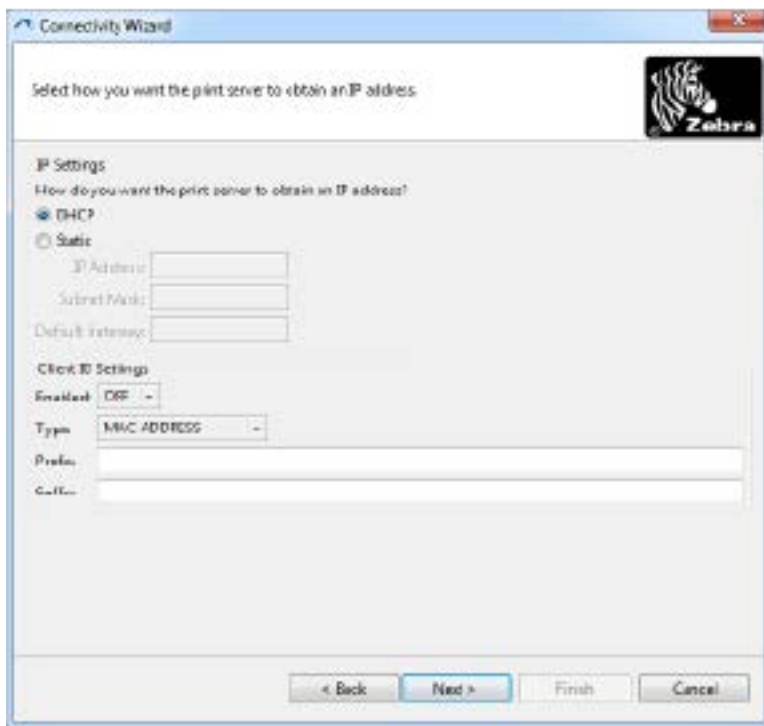 Connectivity Wizard
Select how you want the print server to obtain an IP address
Zebra
IP Settings
How do you want the print server to obtain an IP address?
DHCP
Static
IP Address:
Subnet Mask:
Default Gateway:
Client ID Settings
Enabled: OFF
Type: MAC ADDRESS
Prefix:
Suffix:
< Back Next > Finish Cancel